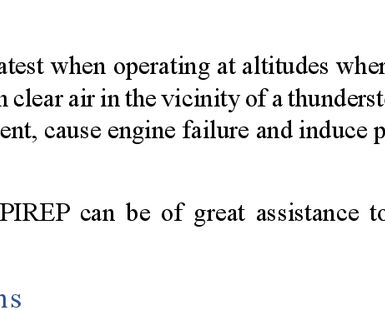 atest when operating at altitudes wher
n clear air in the vicinity of a thunderst
ent, cause engine failure and induce p
PIREP can be of great assistance to
ns